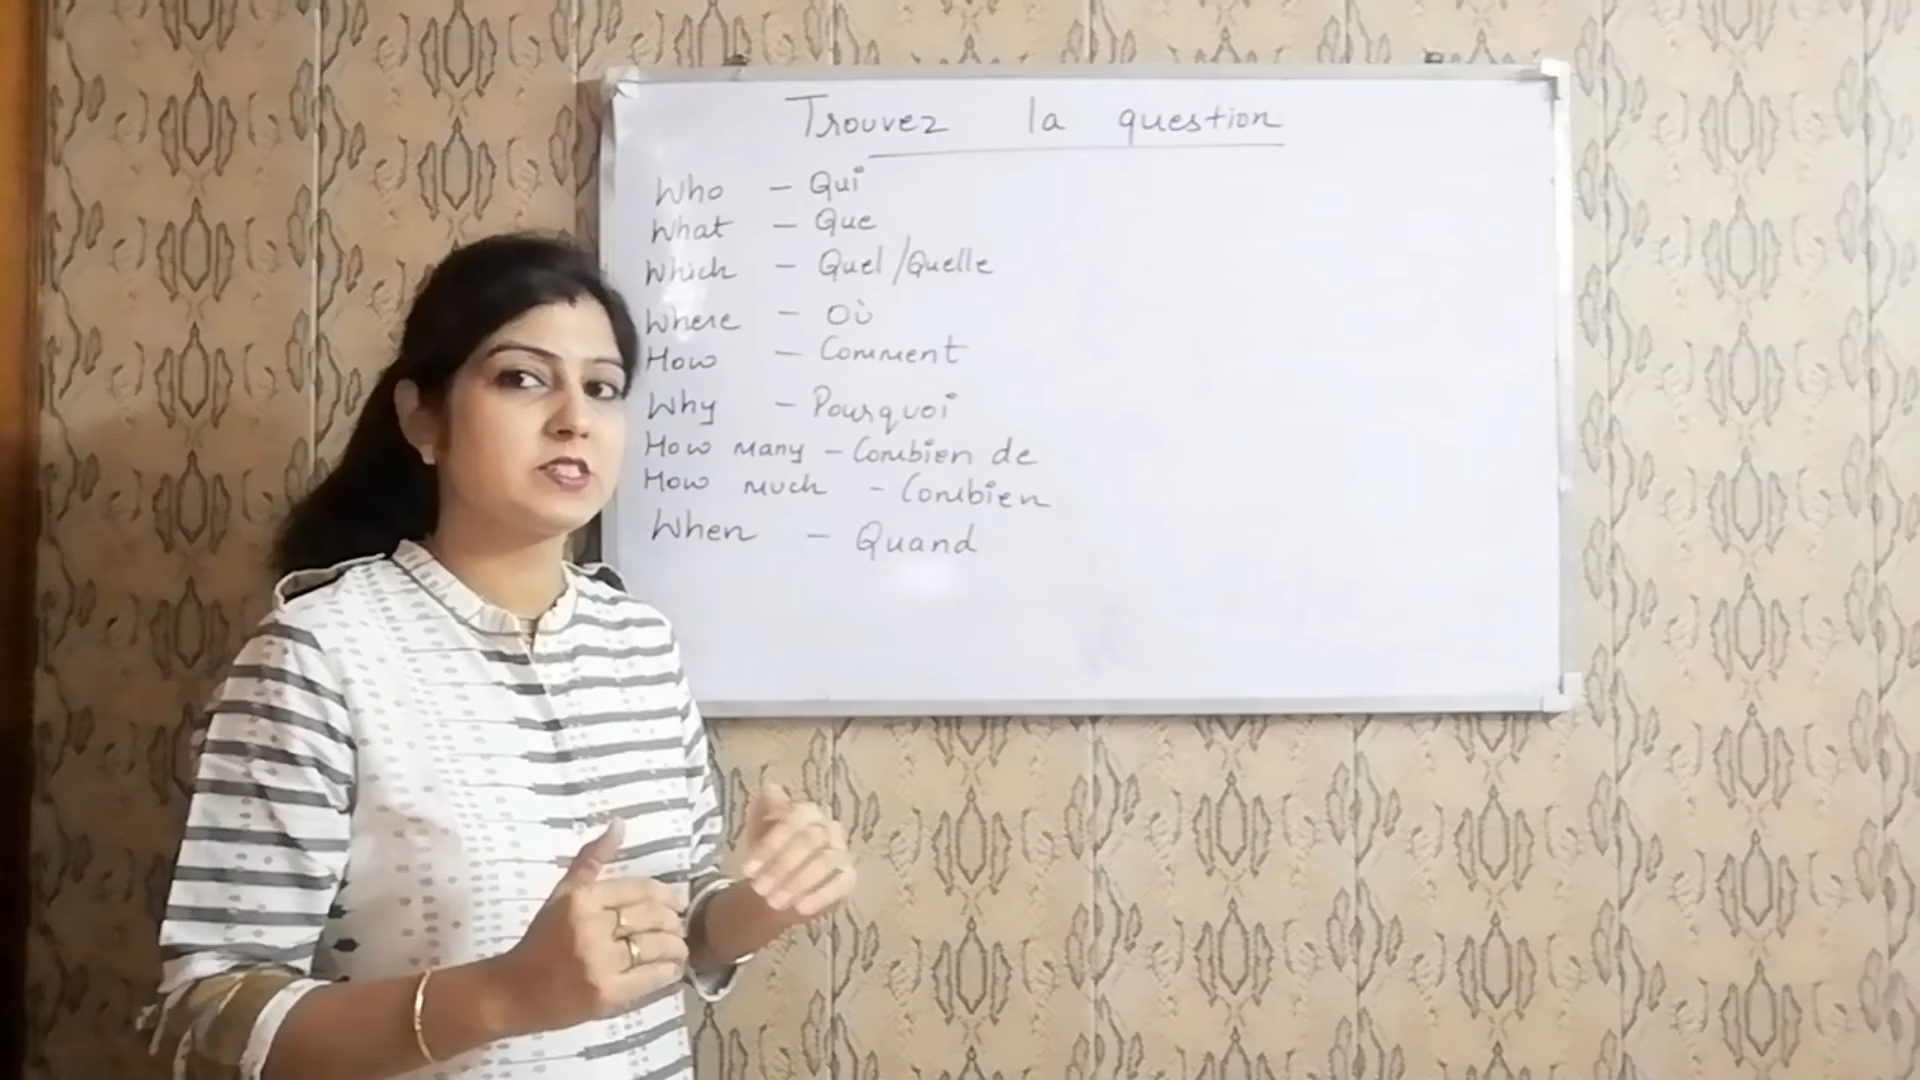 Trouvez la question
Who - Qui
What - Que
Which - Quel/Quelle
Where - Où
How - Comment
Why - Pourquoi
How many - Combien de
How much - Combien
When - Quand